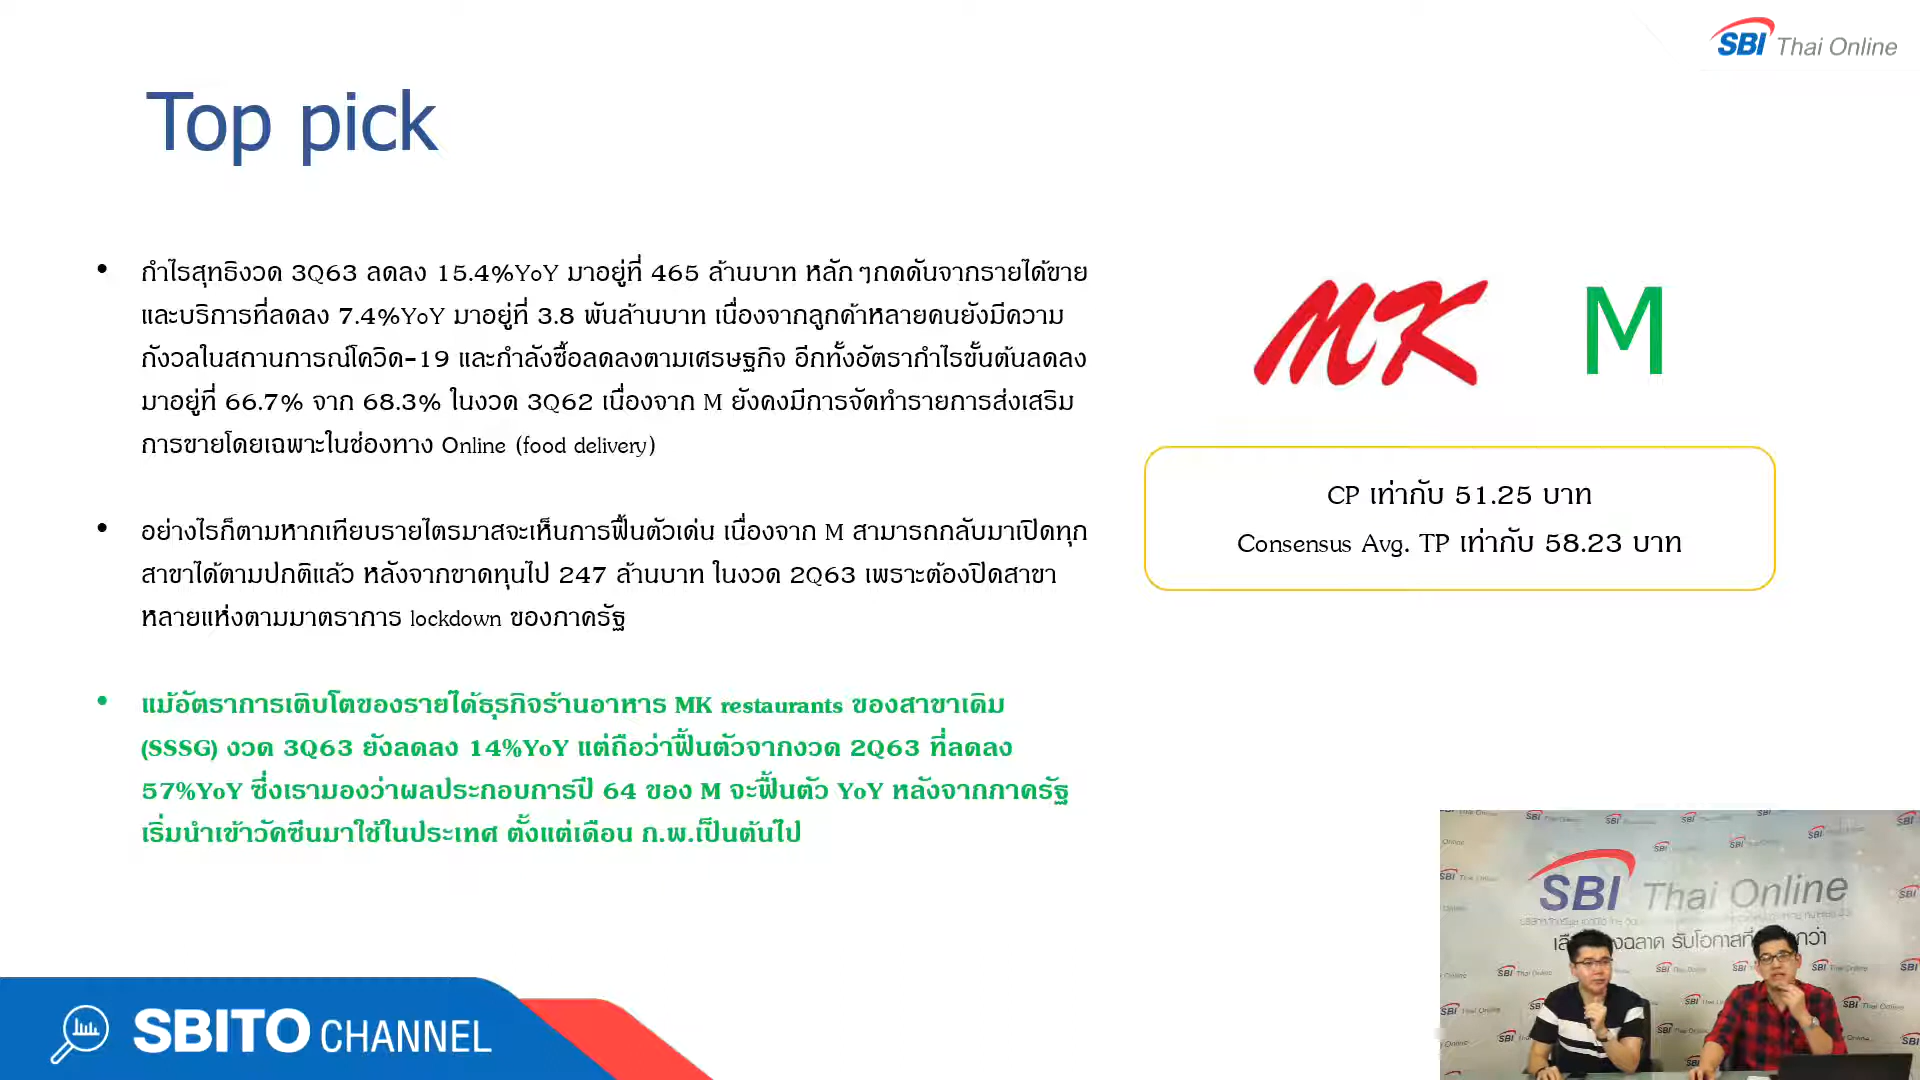 SBI Thai Online
Top pick
• กำไรสุทธิงวด 3Q63 ลดลง 15.4%YoY มาอยู่ที่ 465 ล้านบาท หลักๆกดดันจากรายได้ขาย
และบริการที่ลดลง 7.4%YoY มาอยู่ที่ 3.8 พันล้านบาท เนื่องจากลูกค้าหลายคนยังมีความ
กังวลในสถานการณ์โควิด-19 และกำลังซื้อลดลงตามเศรษฐกิจ อีกทั้งอัตรากำไรขั้นต้นลดลง
มาอยู่ที่ 66.7% จาก 68.3% ในงวด 3Q62 เนื่องจาก M ยังคงมีการจัดทำรายการส่งเสริม
การขายโดยเฉพาะในช่องทาง Online (food delivery)
• อย่างไรก็ตามหากเทียบรายไตรมาสจะเห็นการฟื้นตัวเด่น เนื่องจาก M สามารถกลับมาเปิดทุก
สาขาได้ตามปกติแล้ว หลังจากขาดทุนไป 247 ล้านบาท ในงวด 2Q63 เพราะต้องปิดสาขา
หลายแห่งตามมาตราการ lockdown ของภาครัฐ
• แม้อัตราการเติบโตของรายได้ธุรกิจร้านอาหาร MK restaurants ของสาขาเดิม
(SSSG) งวด 3Q63 ยังลดลง 14%YoY แต่ถือว่าฟื้นตัวจากงวด 2Q63 ที่ลดลง
57%YoY ซึ่งเรามองว่าผลประกอบการปี 64 ของ M จะฟื้นตัว YoY หลังจากภาครัฐ
เริ่มนำเข้าวัคซีนมาใช้ในประเทศ ตั้งแต่เดือน ก.พ.เป็นต้นไป
MK M
CP เท่ากับ 51.25 บาท
Consensus Avg. TP เท่ากับ 58.23 บาท
SBI Thai Online
รับโอกาสที่
SBITO CHANNEL